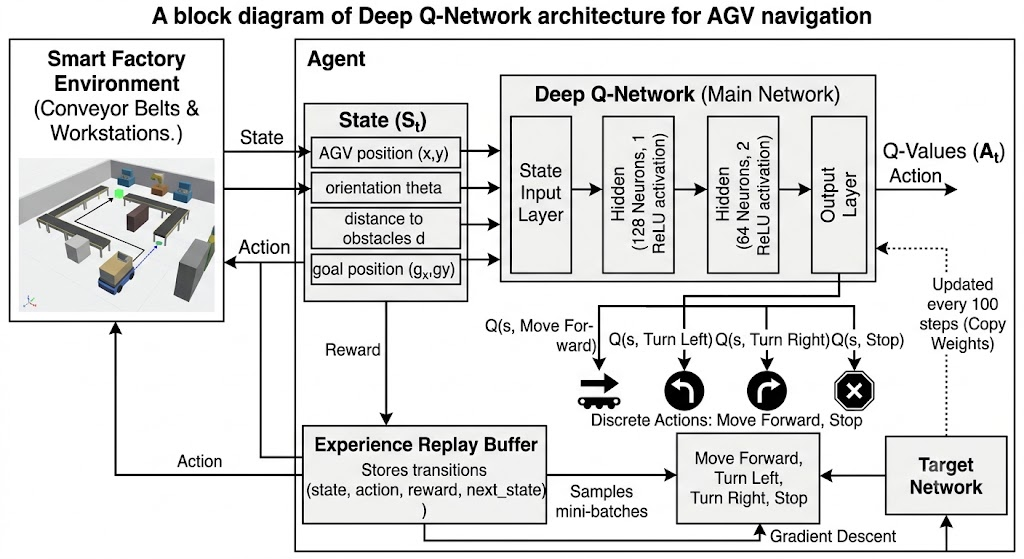 A block diagram of Deep Q-Network architecture for AGV navigation
Smart Factory
Environment
(Conveyor Belts &
Workstations.)
State
Action
Agent
State (St)
AGV position (x,y)
orientation theta
distance to
obstacles d
goal position (gx,gy)
Deep Q-Network (Main Network)
State
Input
Layer
Hidden
(128 Neurons, 1
ReLU activation)
Hidden
(64 Neurons, 2
ReLU activation)
Output
Layer
Q-Values (At)
Action
Updated
every 100
steps (Copy
Weights)
Reward
Q(s, Move For-
ward)
Q(s, Turn Left)
Q(s, Turn Right)
Q(s, Stop)
Discrete Actions: Move Forward, Stop
Action
Experience Replay Buffer
Stores transitions
(state, action, reward, next_state)
)
Samples
mini-batches
Move Forward,
Turn Left,
Turn Right, Stop
Target
Network
Gradient Descent